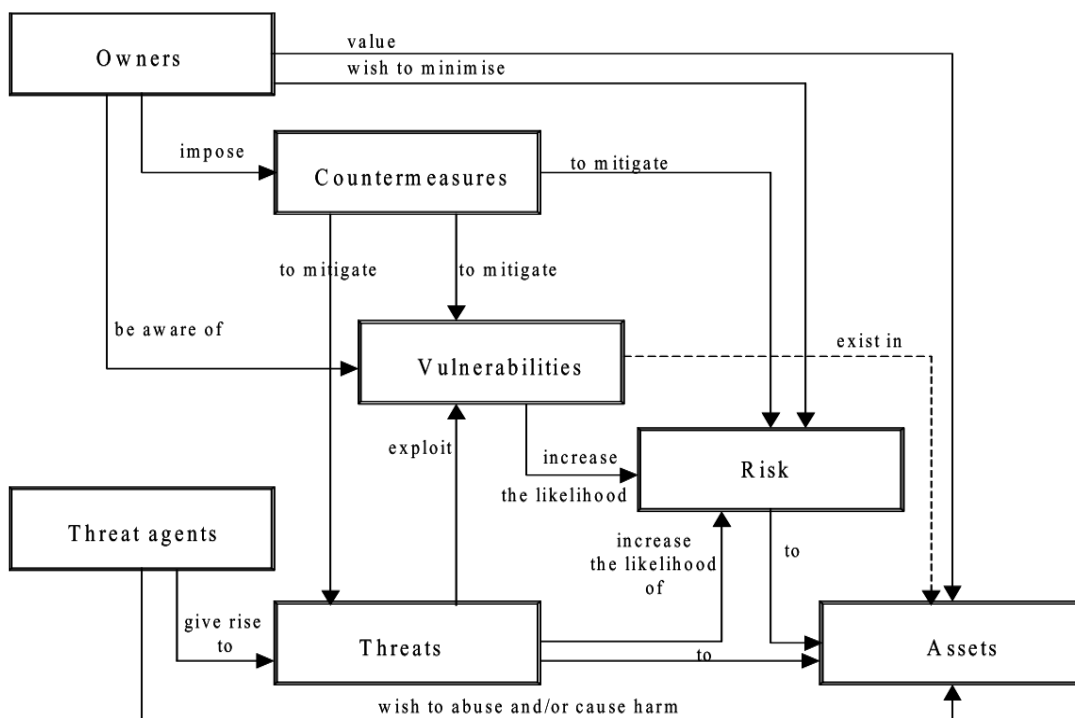 value
Owners
wish to minimise
impose
to mitigate
Countermeasures
to mitigate
to mitigate
be aware of
exist in
Vulnerabilities
exploit
increase
the likelihood
Risk
Threat agents
increase
the likelihood
of
to
give rise
to
Threats
to
Assets
wish to abuse and/or cause harm